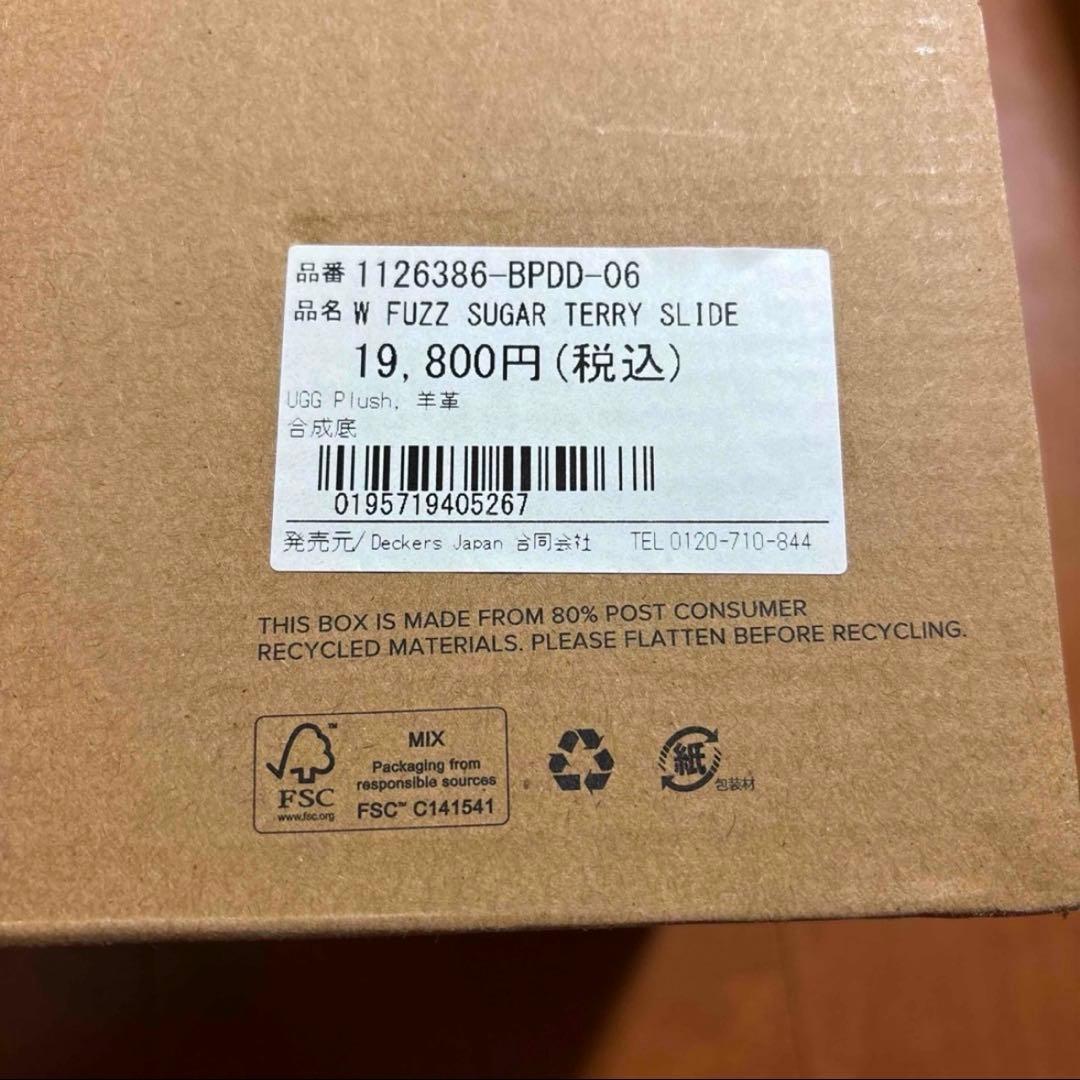 品番 1126386-BPDD-06
品名 W FUZZ SUGAR TERRY SLIDE
19,800円(税込)
UGG Plush, 羊革
合成底
0195719405267
発売元/Deckers Japan 合同会社 TEL 0120-710-844
THIS BOX IS MADE FROM 80% POST CONSUMER
RECYCLED MATERIALS. PLEASE FLATTEN BEFORE RECYCLING.
FSC
www.fsc.org
MIX
Packaging from
responsible sources
FSC™ C141541
紙
包装材